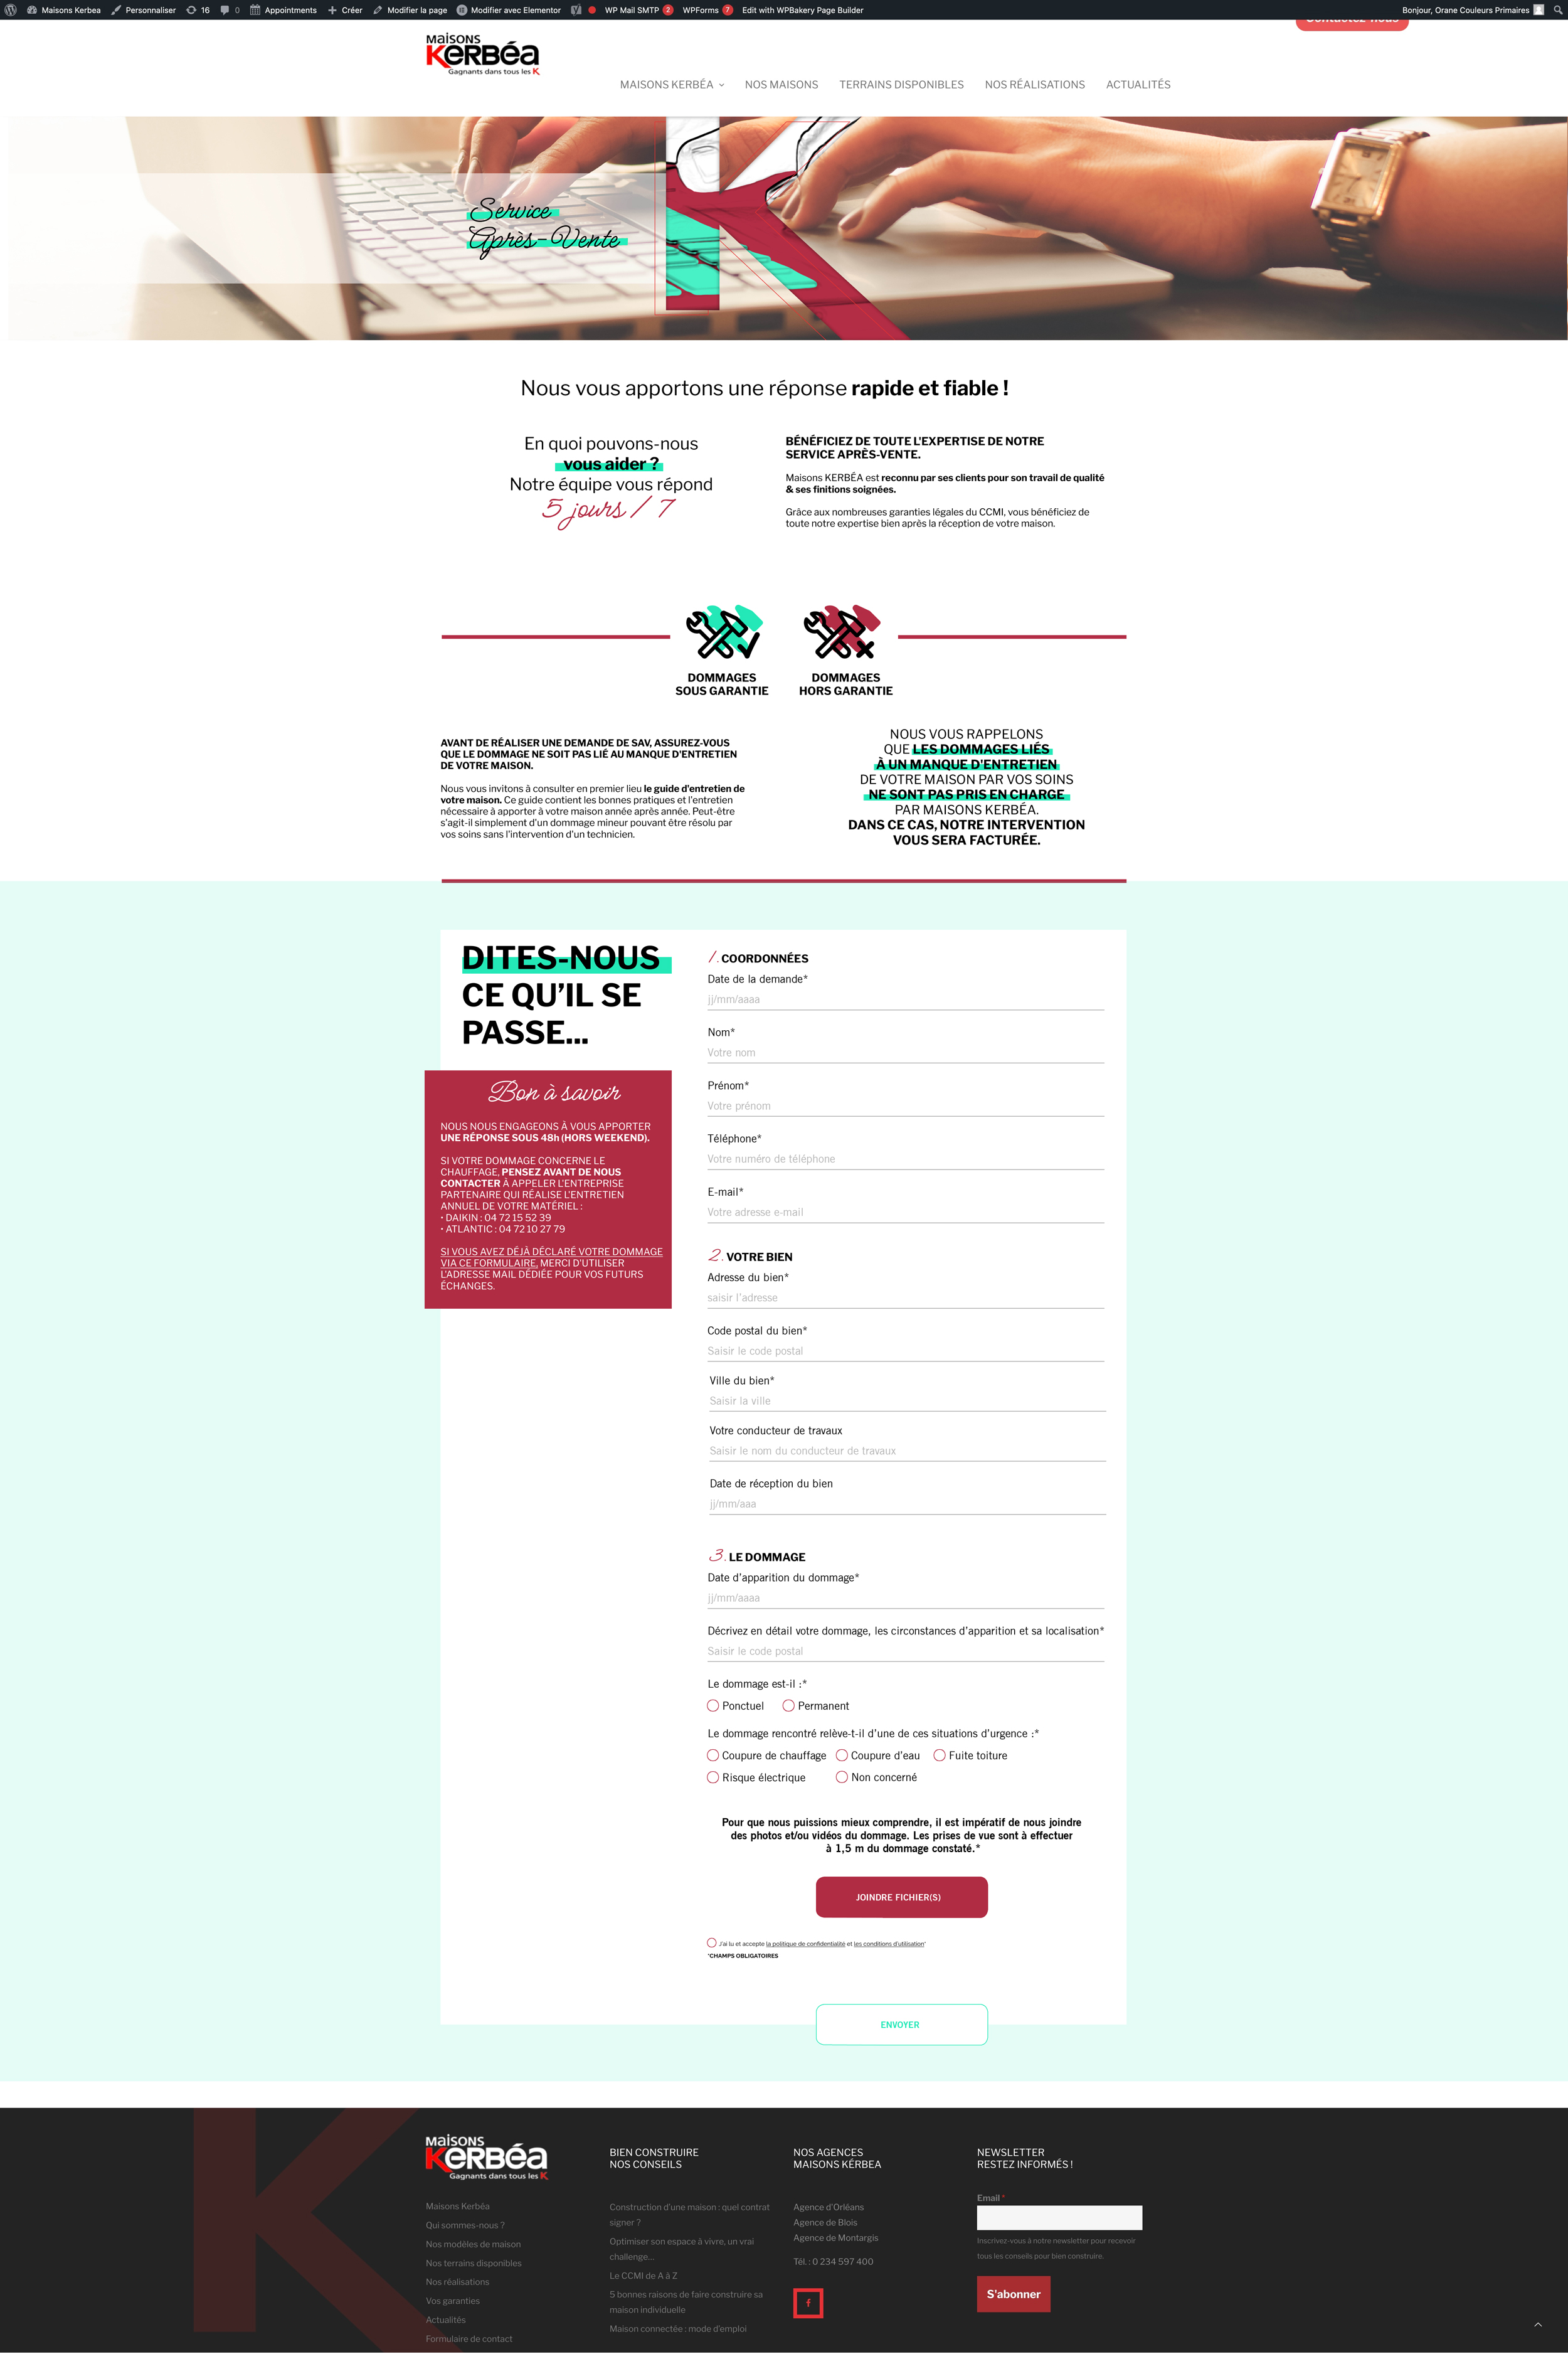 Maisons Kerbea Personnaliser 16 0 Appointments Créer Modifier la page Modifier avec Elementor WP Mail SMTP 2 WPForms 7 Edit with WPBakery Page Builder Bonjour, Orane Couleurs Primaires
Contactez-nous
Maisons
KERBéa
Gagnants dans tous les K
MAISONS KERBÉA NOS MAISONS TERRAINS DISPONIBLES NOS RÉALISATIONS ACTUALITÉS
Service
Après-Vente
Nous vous apportons une réponse rapide et fiable !
En quoi pouvons-nous
vous aider ?
Notre équipe vous répond
5 jours / 7
BÉNÉFICIEZ DE TOUTE L'EXPERTISE DE NOTRE
SERVICE APRÈS-VENTE.
Maisons KERBÉA est reconnu par ses clients pour son travail de qualité
& ses finitions soignées.
Grâce aux nombreuses garanties légales du CCMI, vous bénéficiez de
toute notre expertise bien après la réception de votre maison.
DOMMAGES
SOUS GARANTIE
DOMMAGES
HORS GARANTIE
AVANT DE RÉALISER UNE DEMANDE DE SAV, ASSUREZ-VOUS
QUE LE DOMMAGE NE SOIT PAS LIÉ AU MANQUE D'ENTRETIEN
DE VOTRE MAISON.
Nous vous invitons à consulter en premier lieu le guide d'entretien de
votre maison. Ce guide contient les bonnes pratiques et l'entretien
nécessaire à apporter à votre maison année après année. Peut-être
s'agit-il simplement d'un dommage mineur pouvant être résolu par
vos soins sans l'intervention d'un technicien.
NOUS VOUS RAPPELONS
QUE LES DOMMAGES LIÉS
À UN MANQUE D'ENTRETIEN
DE VOTRE MAISON PAR VOS SOINS
NE SONT PAS PRIS EN CHARGE
PAR MAISONS KERBÉA.
DANS CE CAS, NOTRE INTERVENTION
VOUS SERA FACTURÉE.
DITES-NOUS
CE QU'IL SE
PASSE...
Bon à savoir
NOUS NOUS ENGAGEONS À VOUS APPORTER
UNE RÉPONSE SOUS 48h (HORS WEEKEND).
SI VOTRE DOMMAGE CONCERNE LE
CHAUFFAGE, PENSEZ AVANT DE NOUS
CONTACTER À APPELER L'ENTREPRISE
PARTENAIRE QUI RÉALISE L'ENTRETIEN
ANNUEL DE VOTRE MATÉRIEL :
• DAIKIN : 04 72 15 52 39
• ATLANTIC : 04 72 10 27 79
SI VOUS AVEZ DÉJÀ DÉCLARÉ VOTRE DOMMAGE
VIA CE FORMULAIRE, MERCI D'UTILISER
L'ADRESSE MAIL DÉDIÉE POUR VOS FUTURS
ÉCHANGES.
1. COORDONNÉES
Date de la demande*
jj/mm/aaaa
Nom*
Votre nom
Prénom*
Votre prénom
Téléphone*
Votre numéro de téléphone
E-mail*
Votre adresse e-mail
2. VOTRE BIEN
Adresse du bien*
saisir l'adresse
Code postal du bien*
Saisir le code postal
Ville du bien*
Saisir la ville
Votre conducteur de travaux
Saisir le nom du conducteur de travaux
Date de réception du bien
jj/mm/aaa
3. LE DOMMAGE
Date d'apparition du dommage*
jj/mm/aaaa
Décrivez en détail votre dommage, les circonstances d'apparition et sa localisation*
Saisir le code postal
Le dommage est-il :*
Ponctuel Permanent
Le dommage rencontré relève-t-il d'une de ces situations d'urgence :*
Coupure de chauffage Coupure d'eau Fuite toiture
Risque électrique Non concerné
Pour que nous puissions mieux comprendre, il est impératif de nous joindre
des photos et/ou vidéos du dommage. Les prises de vue sont à effectuer
à 1,5 m du dommage constaté.*
JOINDRE FICHIER(S)
J'ai lu et accepte la politique de confidentialité et les conditions d'utilisation*
*CHAMPS OBLIGATOIRES
ENVOYER
Maisons
KERBéa
Gagnants dans tous les K
Maisons Kerbéa
Qui sommes-nous ?
Nos modèles de maison
Nos terrains disponibles
Nos réalisations
Vos garanties
Actualités
Formulaire de contact
BIEN CONSTRUIRE
NOS CONSEILS
Construction d'une maison : quel contrat
signer ?
Optimiser son espace à vivre, un vrai
challenge…
Le CCMI de A à Z
5 bonnes raisons de faire construire sa
maison individuelle
Maison connectée : mode d'emploi
NOS AGENCES
MAISONS KÉRBEA
Agence d'Orléans
Agence de Blois
Agence de Montargis
Tél. : 0 234 597 400
NEWSLETTER
RESTEZ INFORMÉS !
Email *
Inscrivez-vous à notre newsletter pour recevoir
tous les conseils pour bien construire.
S'abonner